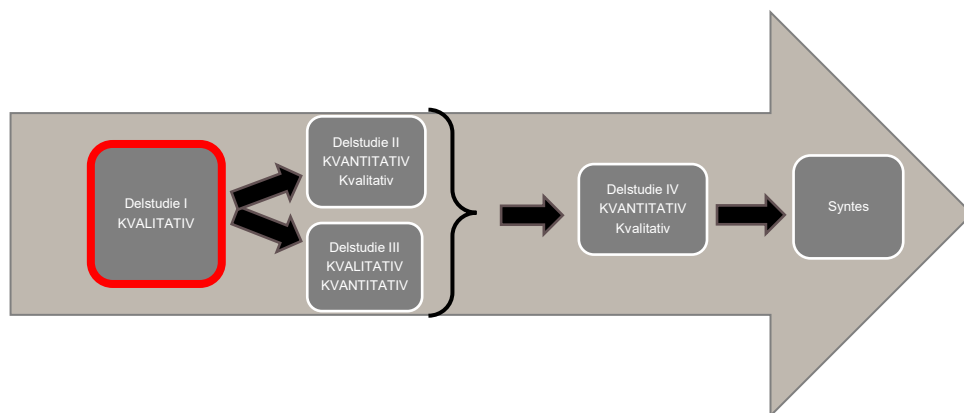 Delstudie I
KVALITATIV
Delstudie II
KVANTITATIV
Kvalitativ
Delstudie III
KVALITATIV
KVANTITATIV
Delstudie IV
KVANTITATIV
Kvalitativ
Syntes